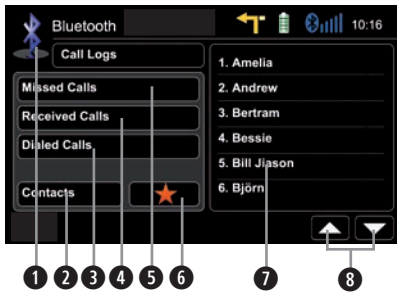 Bluetooth 10:16
Call Logs
Missed Calls
Received Calls
Dialed Calls
Contacts
1. Amelia
2. Andrew
3. Bertram
4. Bessie
5. Bill Jiason
6. Björn
1 2 3 4 5 6 7 8